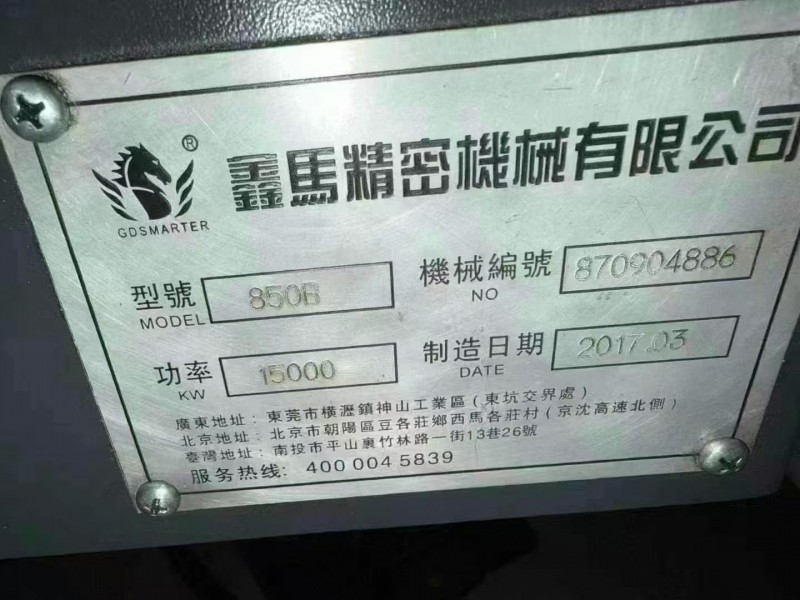 鑫馬精密機械有限公司
®
GDSMARTER
型號 850B
MODEL
機械編號 870904886
NO
功率 15000
KW
制造日期 2017.03
DATE
廣東地址: 東莞市橫瀝鎮神山工業區(東坑交界處)
北京地址: 北京市朝陽區豆各莊鄉西馬各莊村(京沈高速北側)
臺灣地址: 南投市平山裏竹林路一街13巷26號
服务热线: 400 004 5839